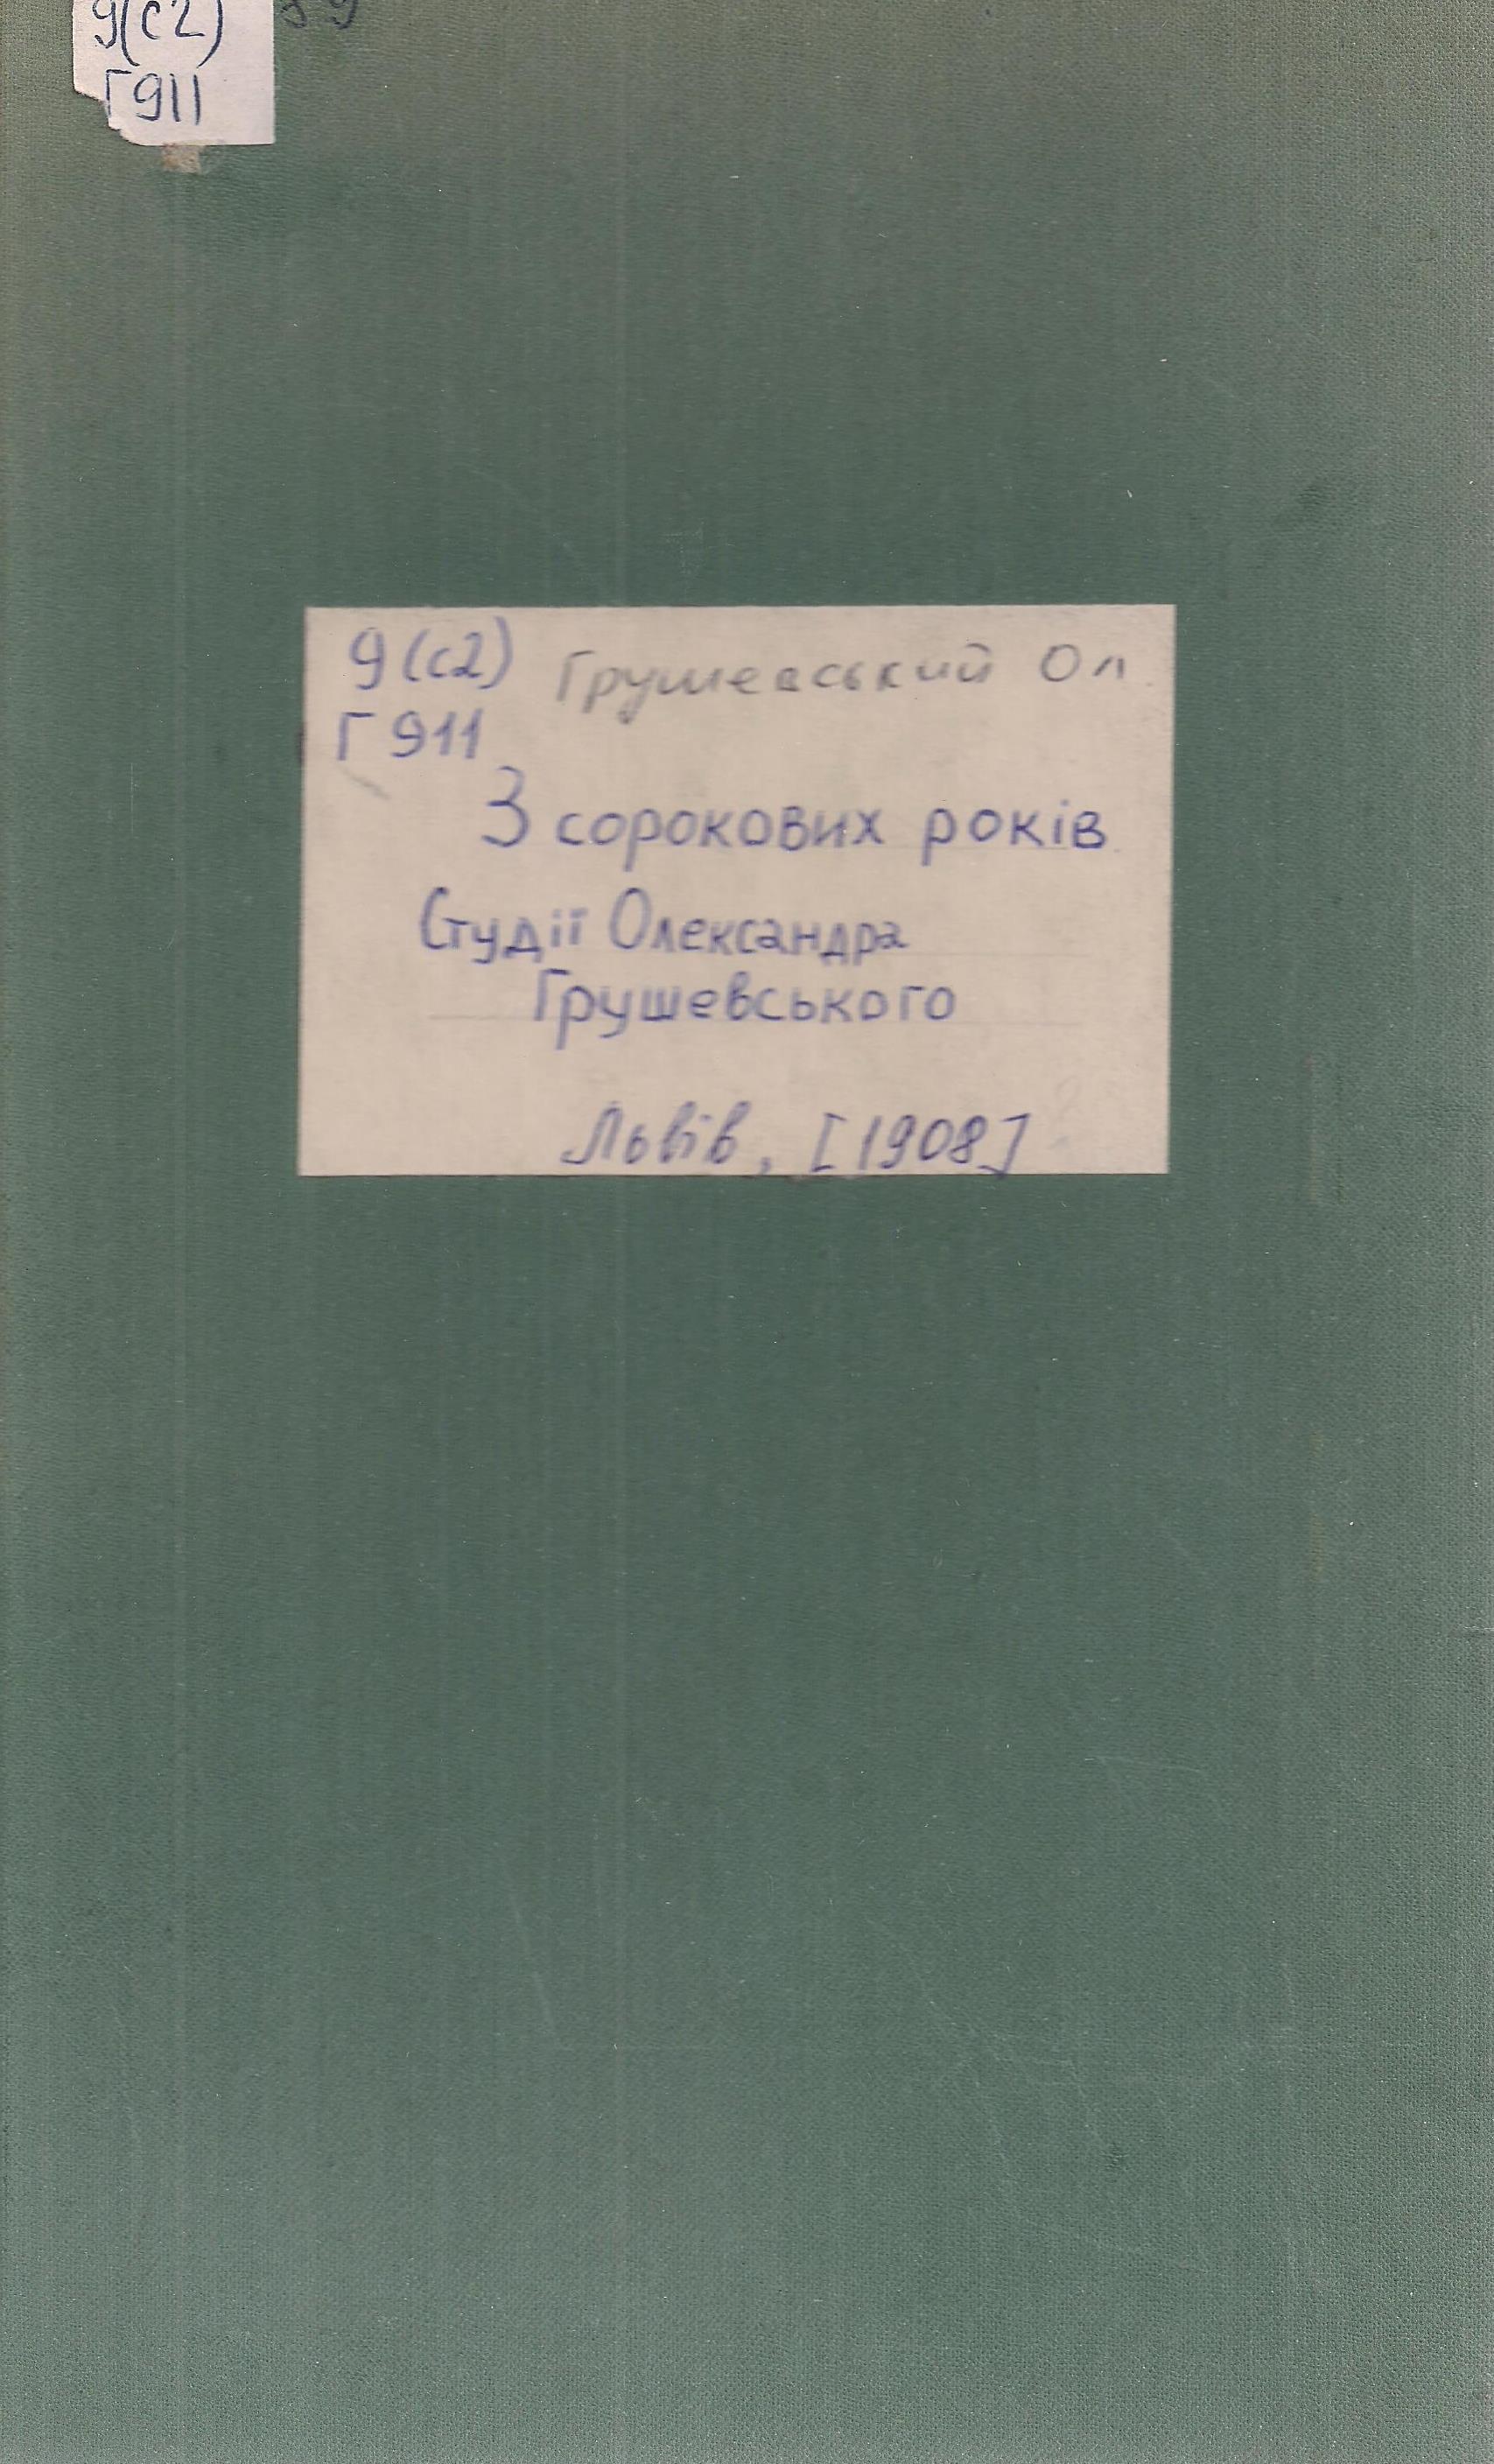 9(с2)
Г911
9(с2) Грушевський Ол.
Г911
З сорокових років
Студії Олександра
Грушевського
Львів, [1908]